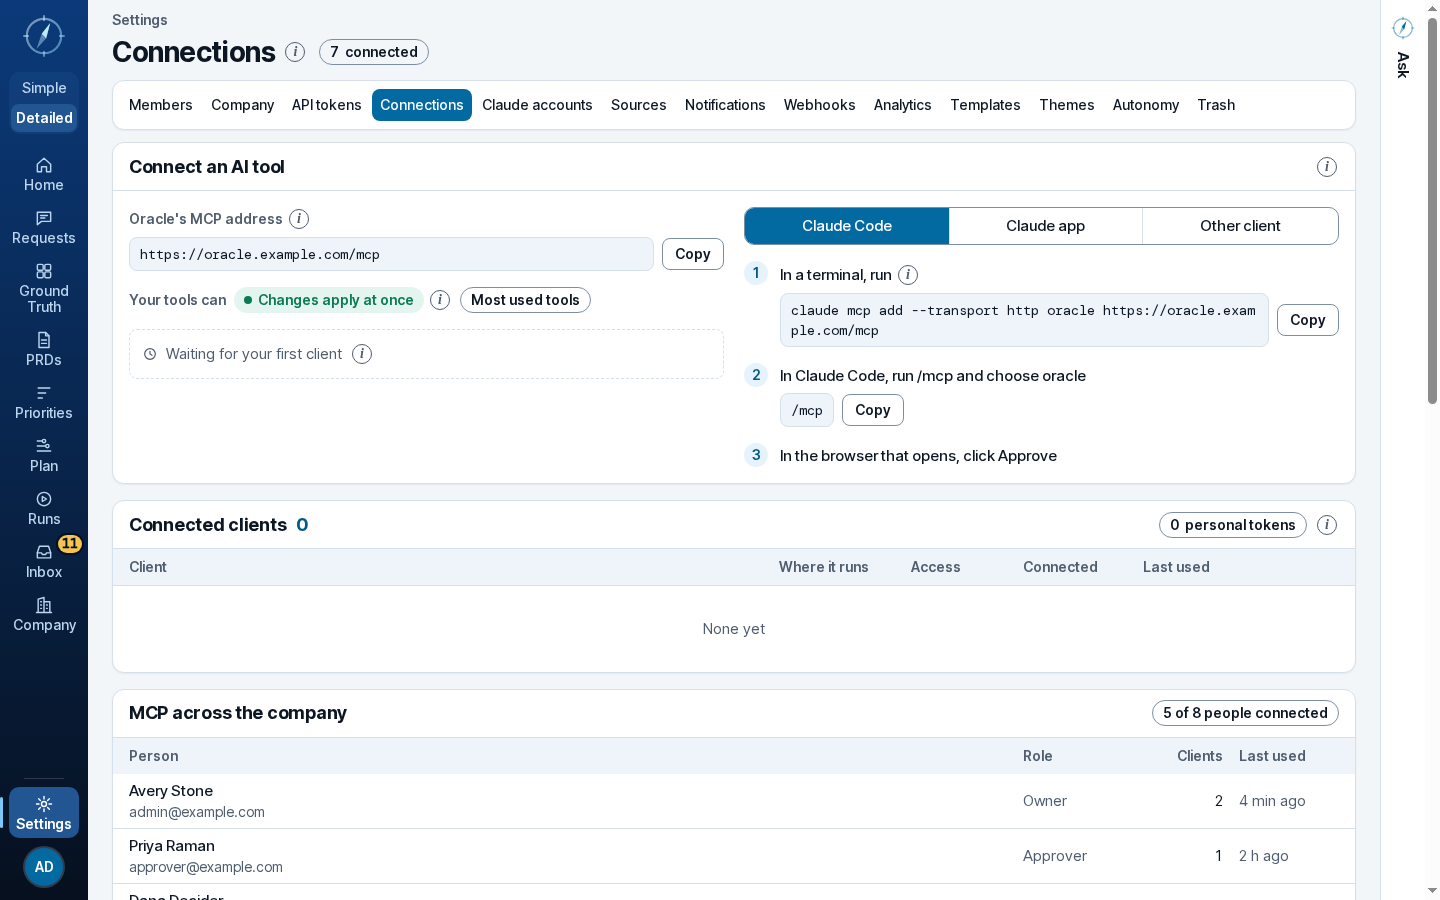 Settings
Connections i 7 connected
Simple
Detailed
Home
Requests
Ground
Truth
PRDs
Priorities
Plan
Runs
11
Inbox
Company
Settings
AD
Members Company API tokens Connections Claude accounts Sources Notifications Webhooks Analytics Templates Themes Autonomy Trash
Connect an AI tool i
Oracle's MCP address i
https://oracle.example.com/mcp Copy
Your tools can Changes apply at once i Most used tools
Waiting for your first client i
Claude Code Claude app Other client
1 In a terminal, run i
claude mcp add --transport http oracle https://oracle.exam
ple.com/mcp
Copy
2 In Claude Code, run /mcp and choose oracle
/mcp Copy
3 In the browser that opens, click Approve
Connected clients 0 0 personal tokens i
Client Where it runs Access Connected Last used
None yet
MCP across the company 5 of 8 people connected
Person Role Clients Last used
Avery Stone
admin@example.com
Owner 2 4 min ago
Priya Raman
approver@example.com
Approver 1 2 h ago
Ask